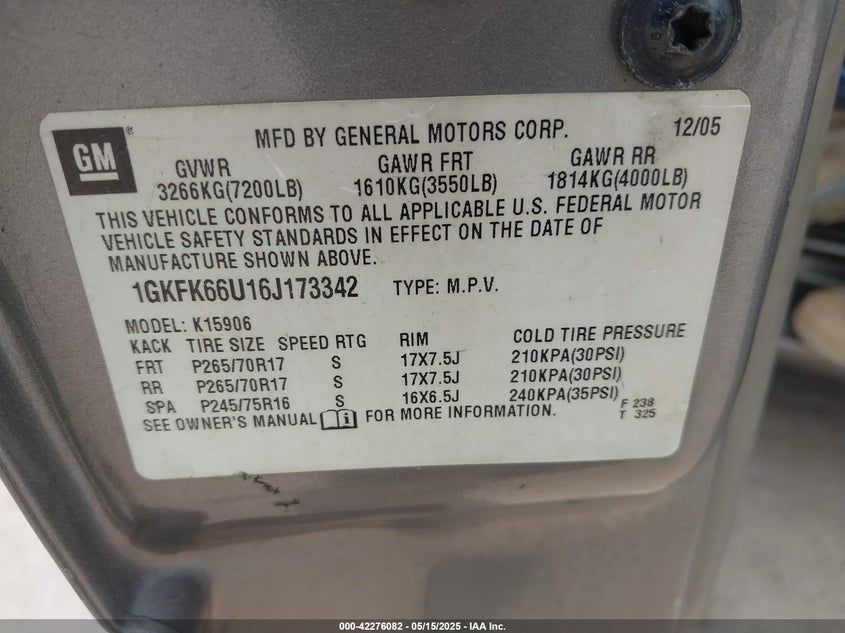 GM
MFD BY GENERAL MOTORS CORP. 12/05
GVWR GAWR FRT GAWR RR
3266KG(7200LB) 1610KG(3550LB) 1814KG(4000LB)
THIS VEHICLE CONFORMS TO ALL APPLICABLE U.S. FEDERAL MOTOR
VEHICLE SAFETY STANDARDS IN EFFECT ON THE DATE OF
MANUFACTURE SHOWN ABOVE.
1GKFK66U16J173342 TYPE: M.P.V.
MODEL: K15906
KACK TIRE SIZE SPEED RTG RIM COLD TIRE PRESSURE
FRT P265/70R17 S 17X7.5J 210KPA(30PSI)
RR P265/70R17 S 17X7.5J 210KPA(30PSI)
SPA P245/75R16 S 16X6.5J 240KPA(35PSI) F 238
SEE OWNER'S MANUAL FOR MORE INFORMATION. T 325
000-42276082 - 05/15/2025 - IAA Inc.